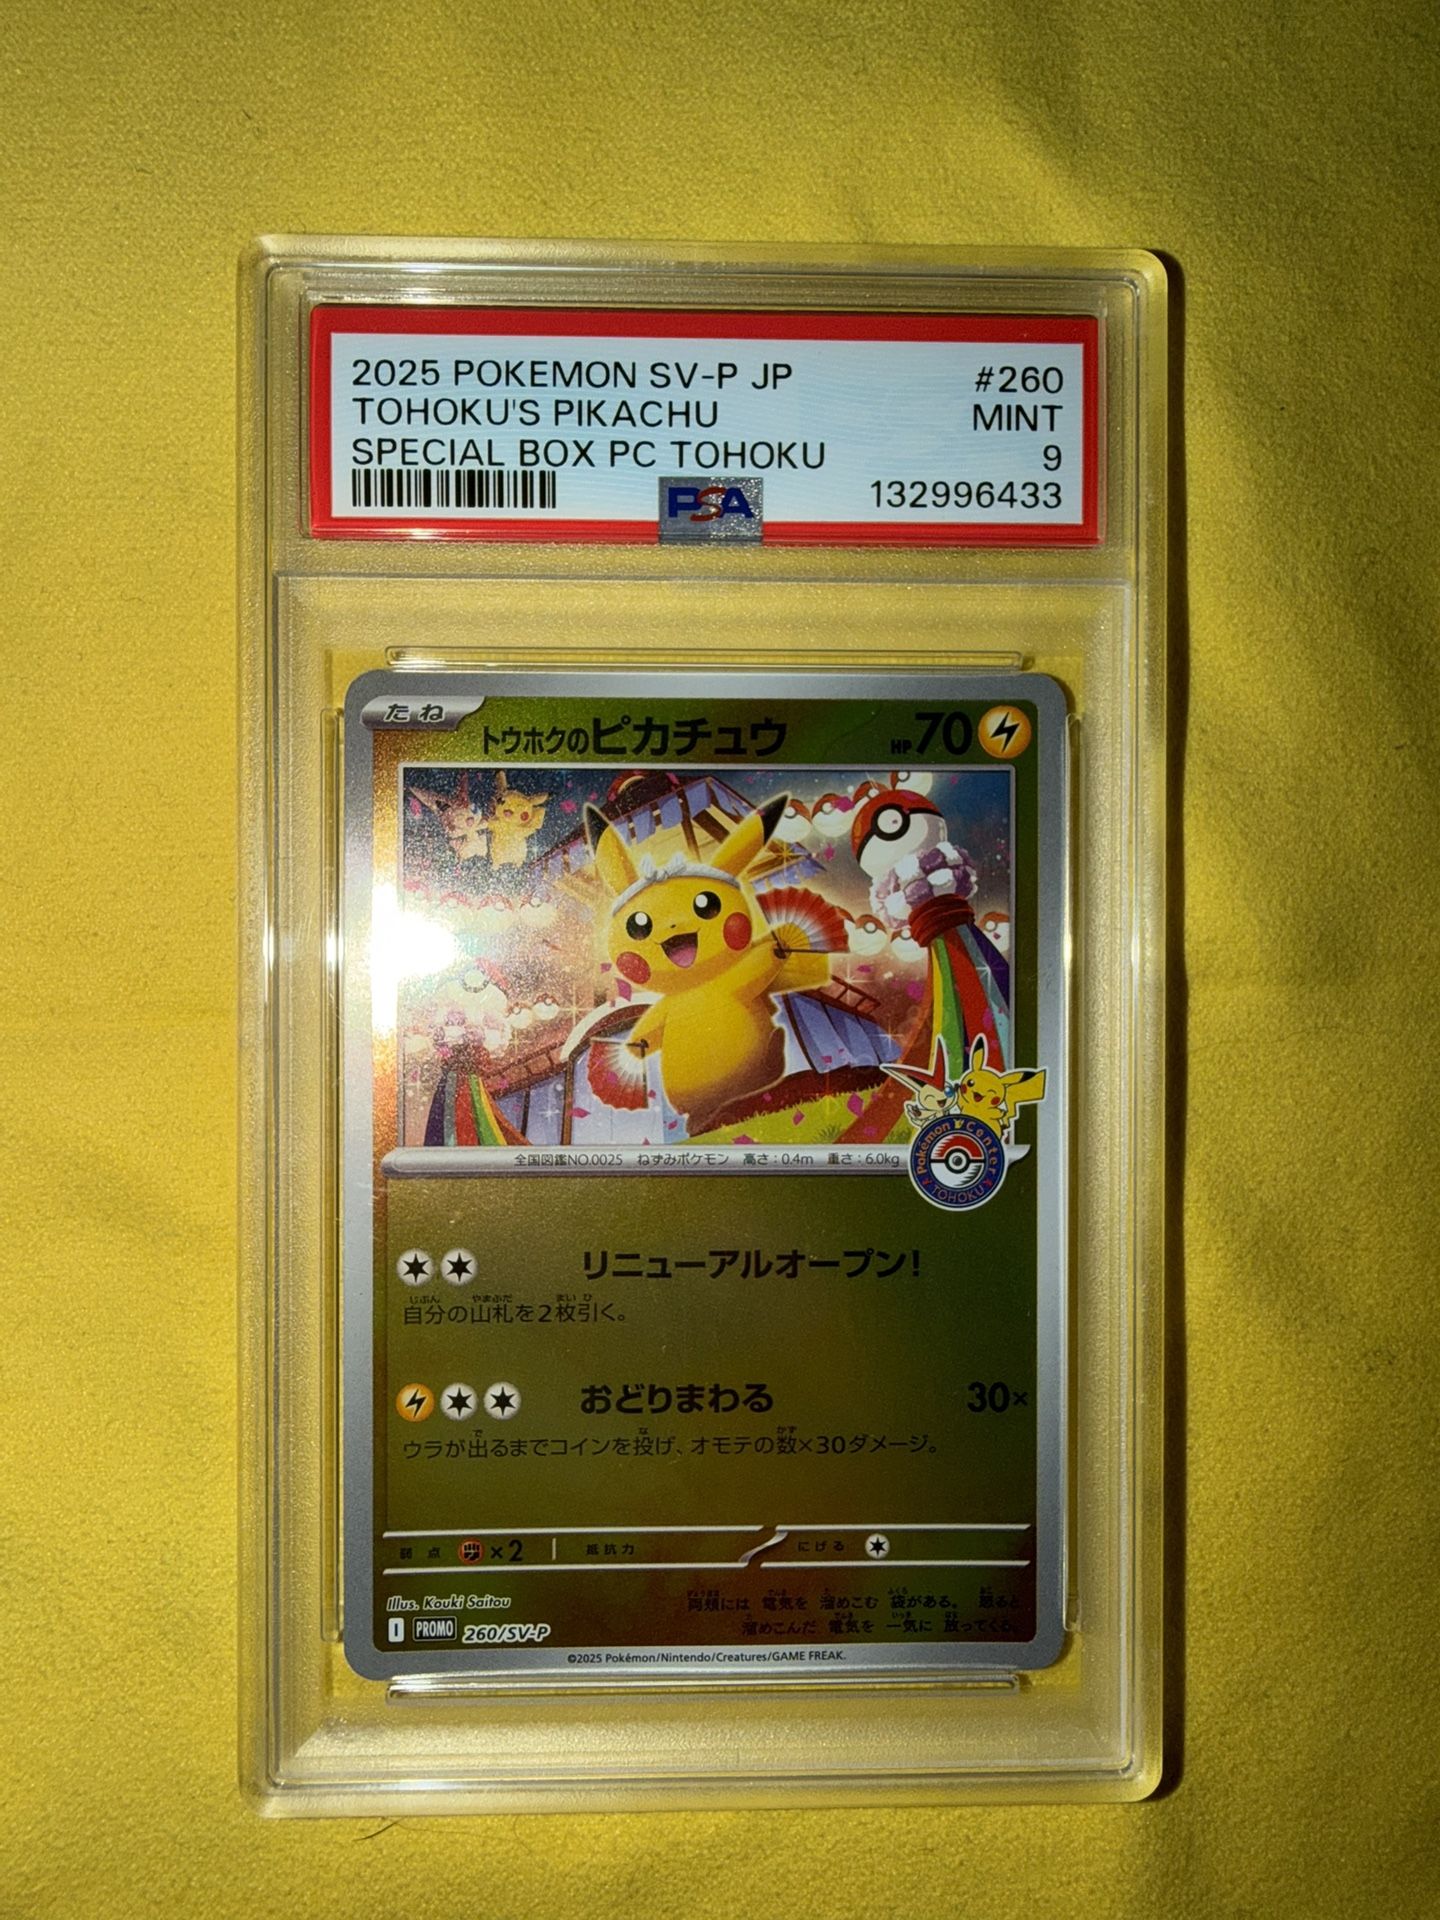 2025 POKEMON SV-P JP #260
TOHOKU'S PIKACHU MINT
SPECIAL BOX PC TOHOKU 9
PSA 132996433
たね
トウホクのピカチュウ HP70
全国図鑑NO.0025 ねずみポケモン 高さ:0.4m 重さ:6.0kg
Pokémon Center
TOHOKU
リニューアルオープン!
自分の山札を2枚引く。
おどりまわる 30×
ウラが出るまでコインを投げ、オモテの数×30ダメージ。
弱点 ×2 抵抗力 にげる
Illus. Kouki Saitou
両頬には 電気を 溜めこむ 袋がある。 怒ると
溜めこんだ 電気を 一気に 放ってくる。
I PROMO 260/SV-P
©2025 Pokémon/Nintendo/Creatures/GAME FREAK.